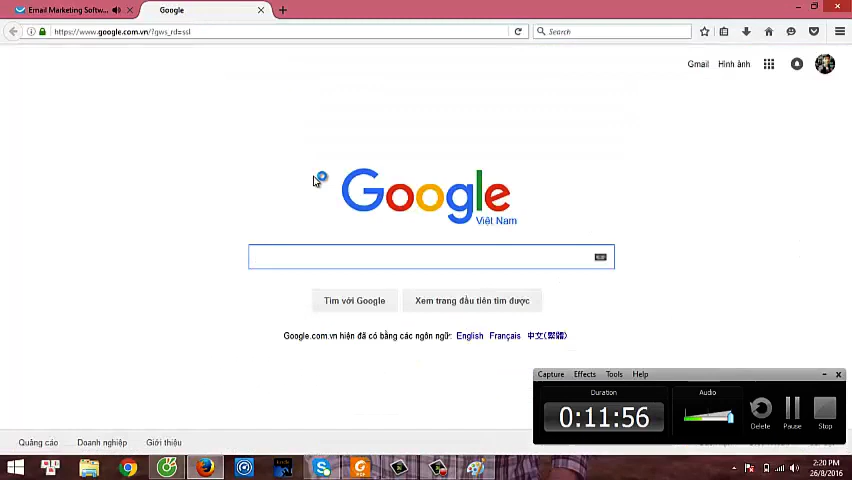 Email Marketing Softw...
Google
https://www.google.com.vn/?gws_rd=ssl
Search
Gmail Hình ảnh
Google
Việt Nam
Tìm với Google
Xem trang đầu tiên tìm được
Google.com.vn hiện đã có bằng các ngôn ngữ: English Français 中文(繁體)
Capture Effects Tools Help
Duration
0:11:56
Audio
Delete
Pause
Stop
Quảng cáo Doanh nghiệp Giới thiệu
2:20 PM
26/8/2016